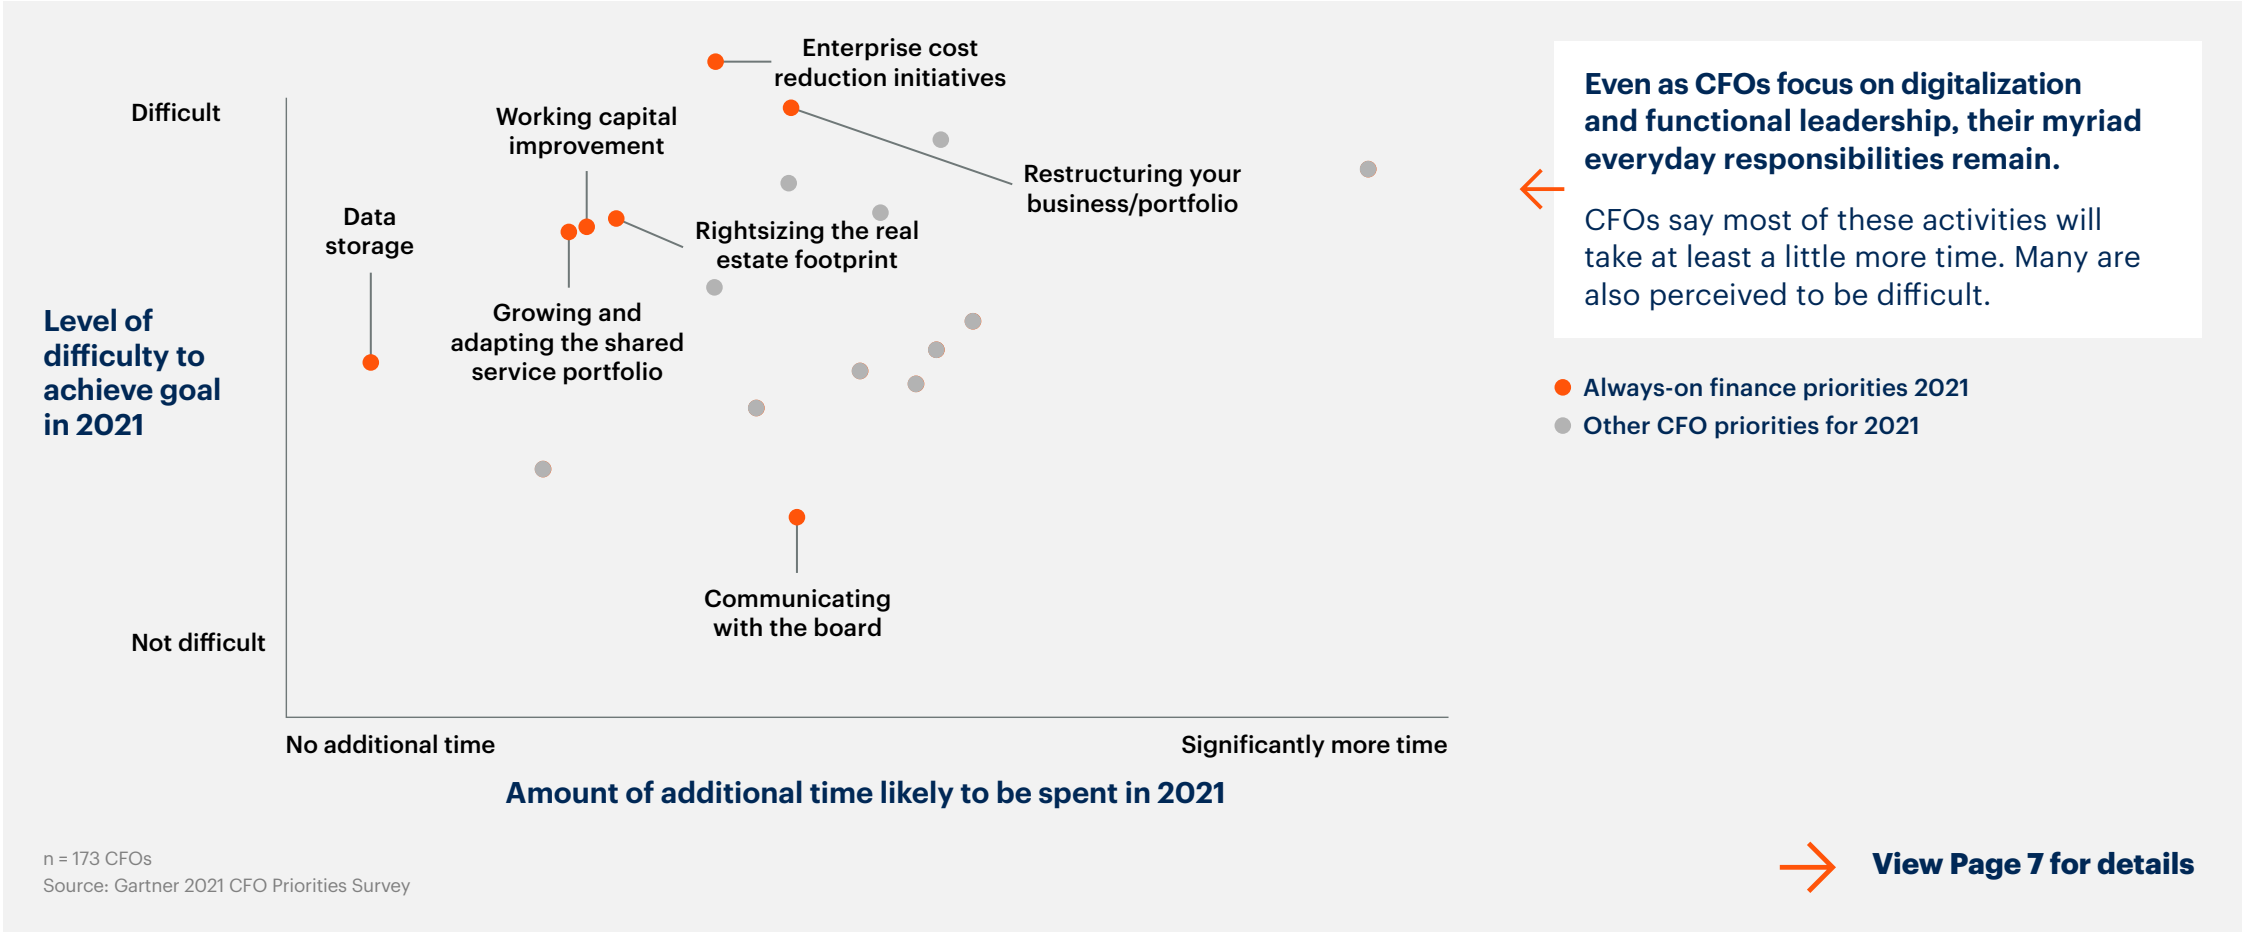 Enterprise cost
reduction initiatives
Difficult
Working capital
improvement
Restructuring your
business/portfolio
Data
storage
Rightsizing the real
estate footprint
Growing and
adapting the shared
service portfolio
Level of
difficulty to
achieve goal
in 2021
Communicating
with the board
Not difficult
No additional time
Significantly more time
Amount of additional time likely to be spent in 2021
Even as CFOs focus on digitalization
and functional leadership, their myriad
everyday responsibilities remain.
CFOs say most of these activities will
take at least a little more time. Many are
also perceived to be difficult.
Always-on finance priorities 2021
Other CFO priorities for 2021
n = 173 CFOs
Source: Gartner 2021 CFO Priorities Survey
View Page 7 for details